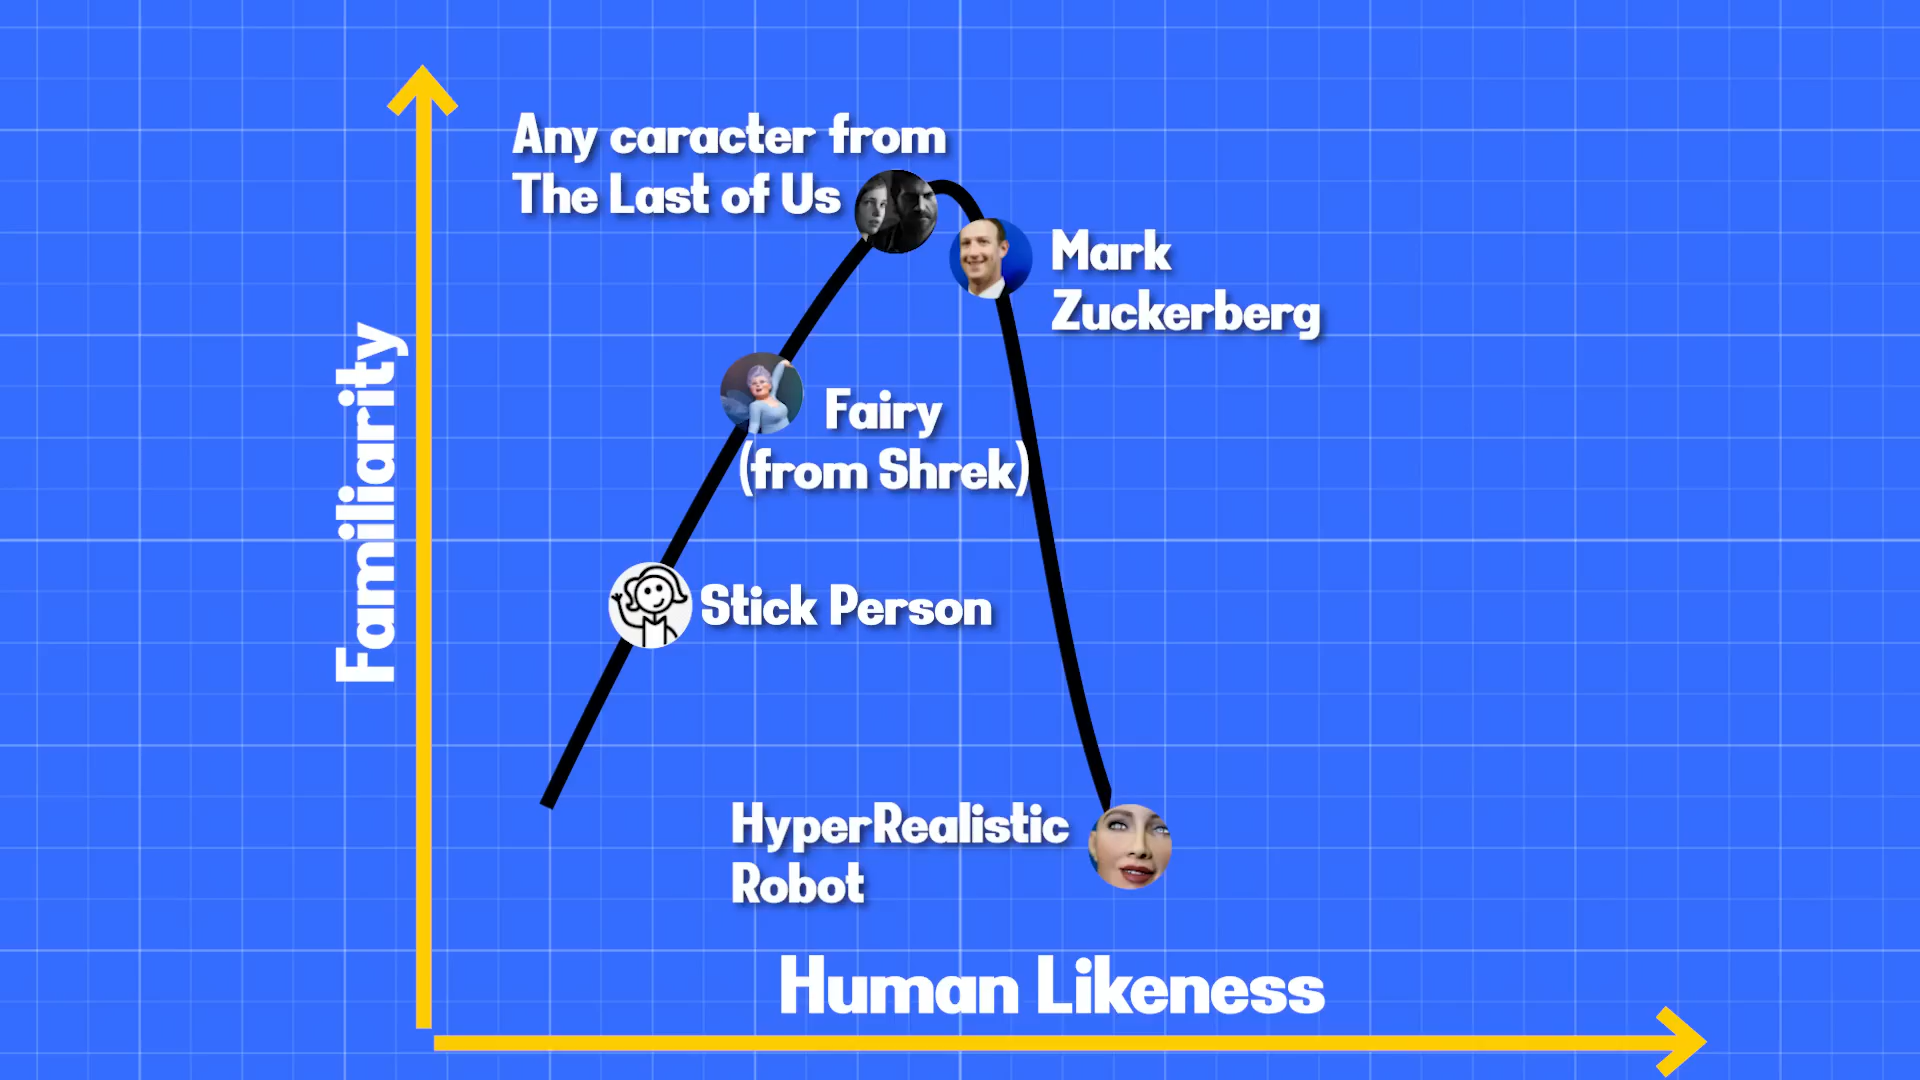 Any caracter from
The Last of Us
Mark
Zuckerberg
Fairy
(from Shrek)
Stick Person
HyperRealistic
Robot
Familiarity
Human Likeness